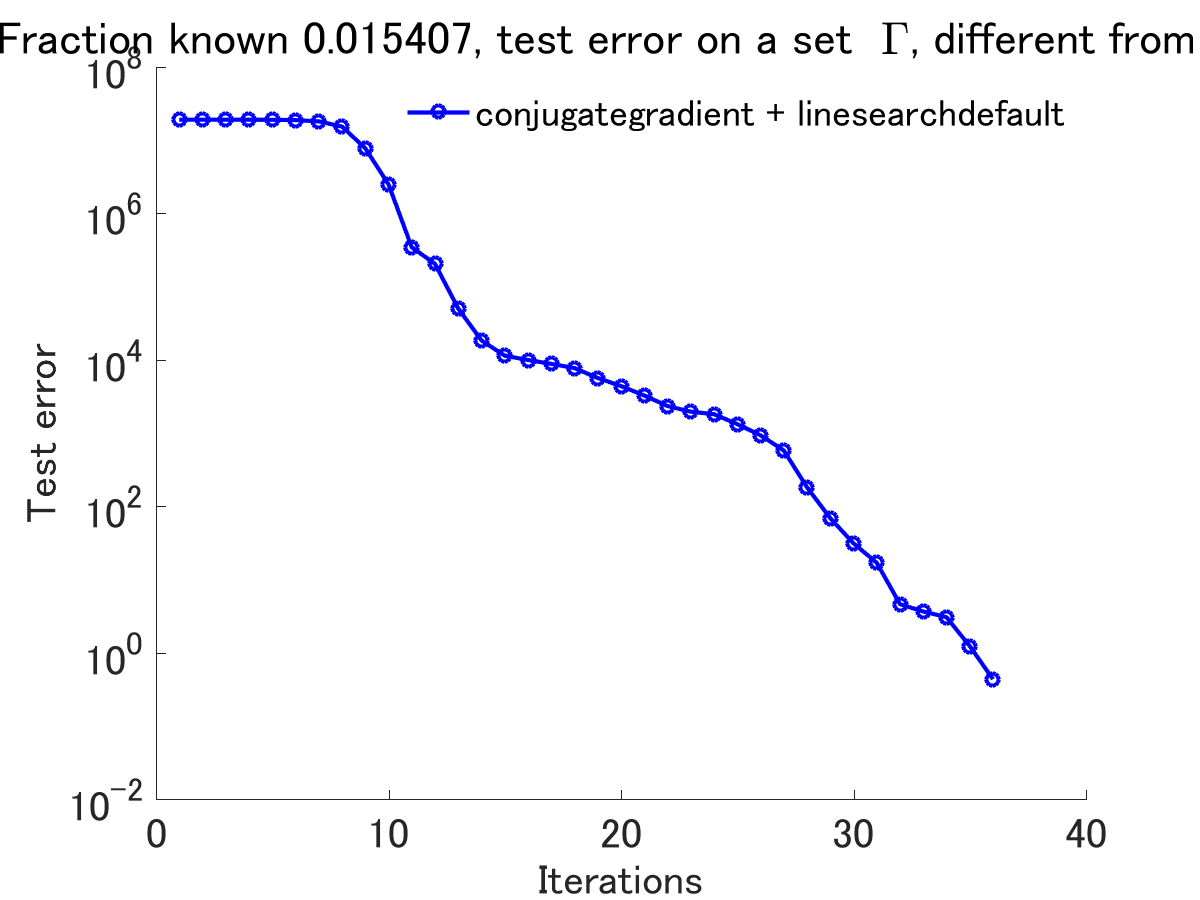 Fraction known 0.015407, test error on a set Γ, different from
conjugategradient + linesearchdefault
Test error
10^8
10^6
10^4
10^2
10^0
10^−2
0 10 20 30 40
Iterations